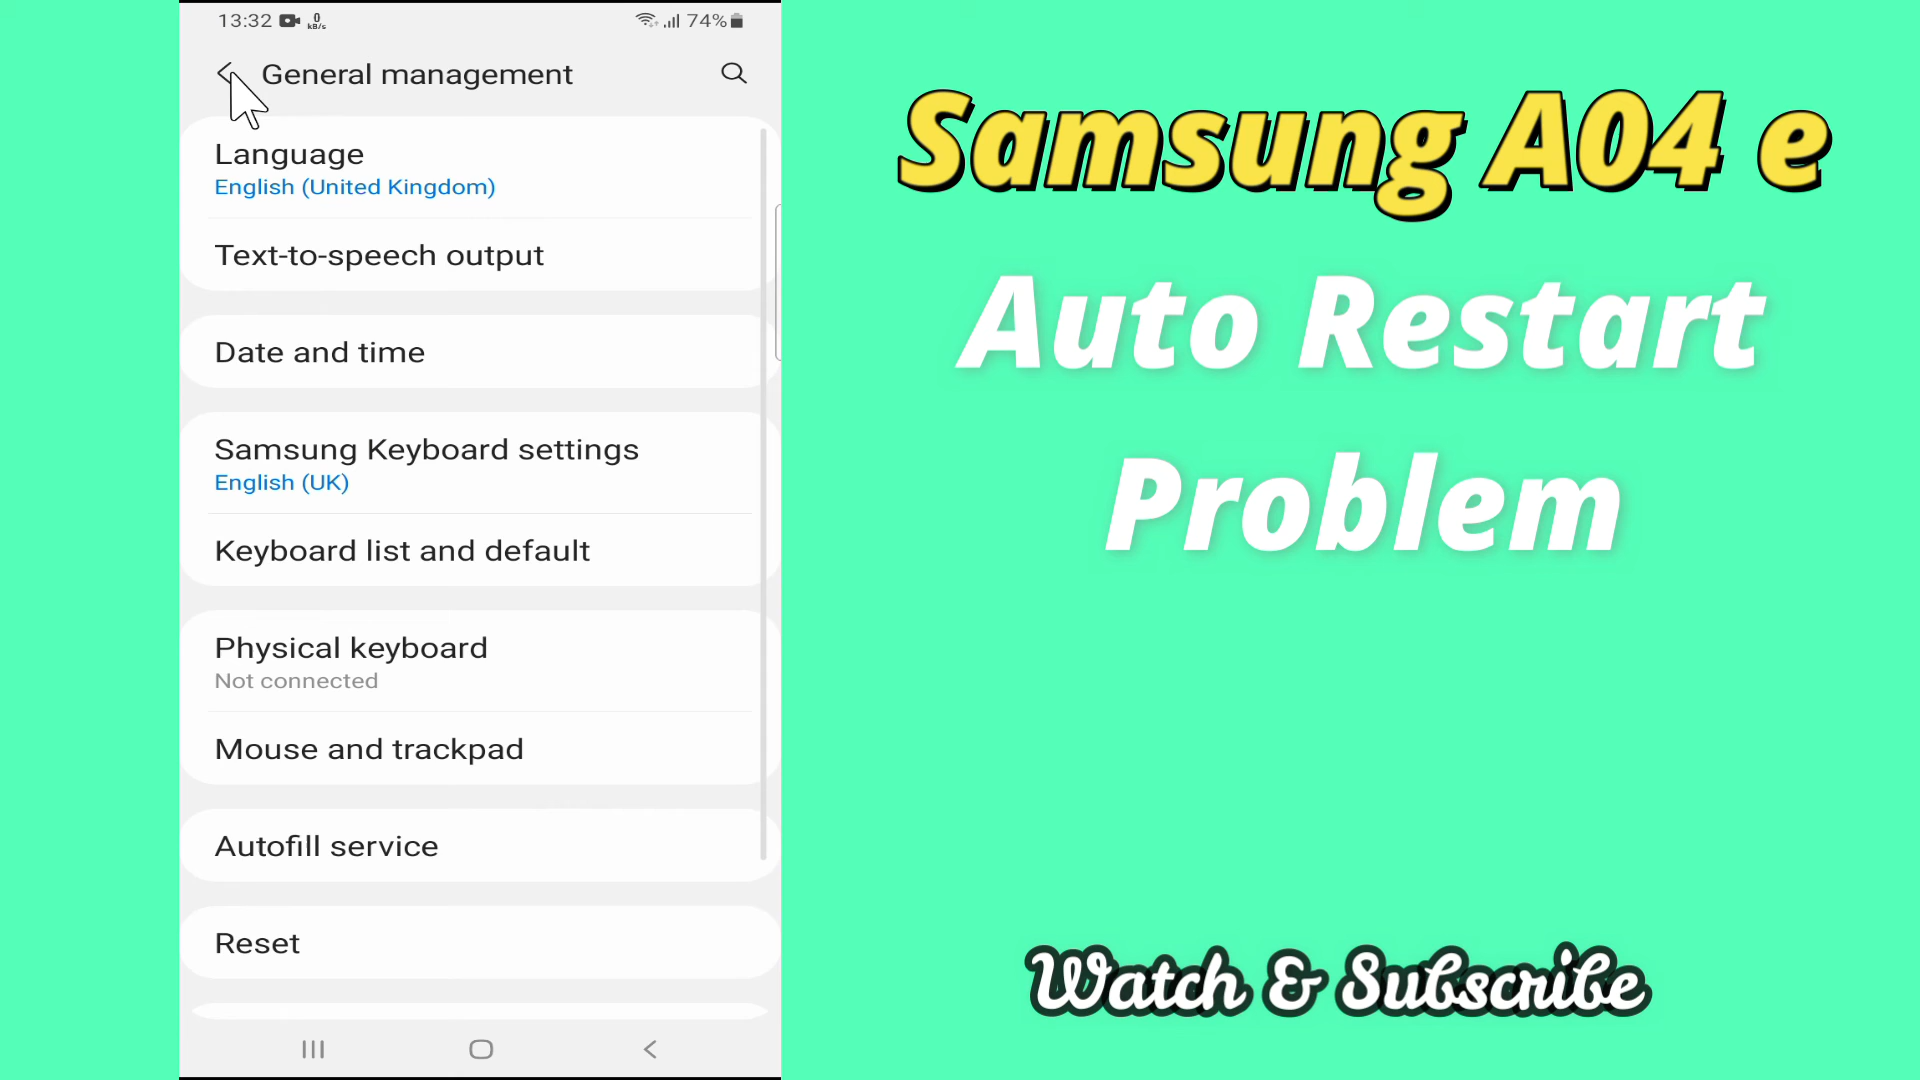 13:32 0 kB/s 74%
General management
Language
English (United Kingdom)
Text-to-speech output
Date and time
Samsung Keyboard settings
English (UK)
Keyboard list and default
Physical keyboard
Not connected
Mouse and trackpad
Autofill service
Reset
Samsung A04 e
Auto Restart
Problem
Watch & Subscribe